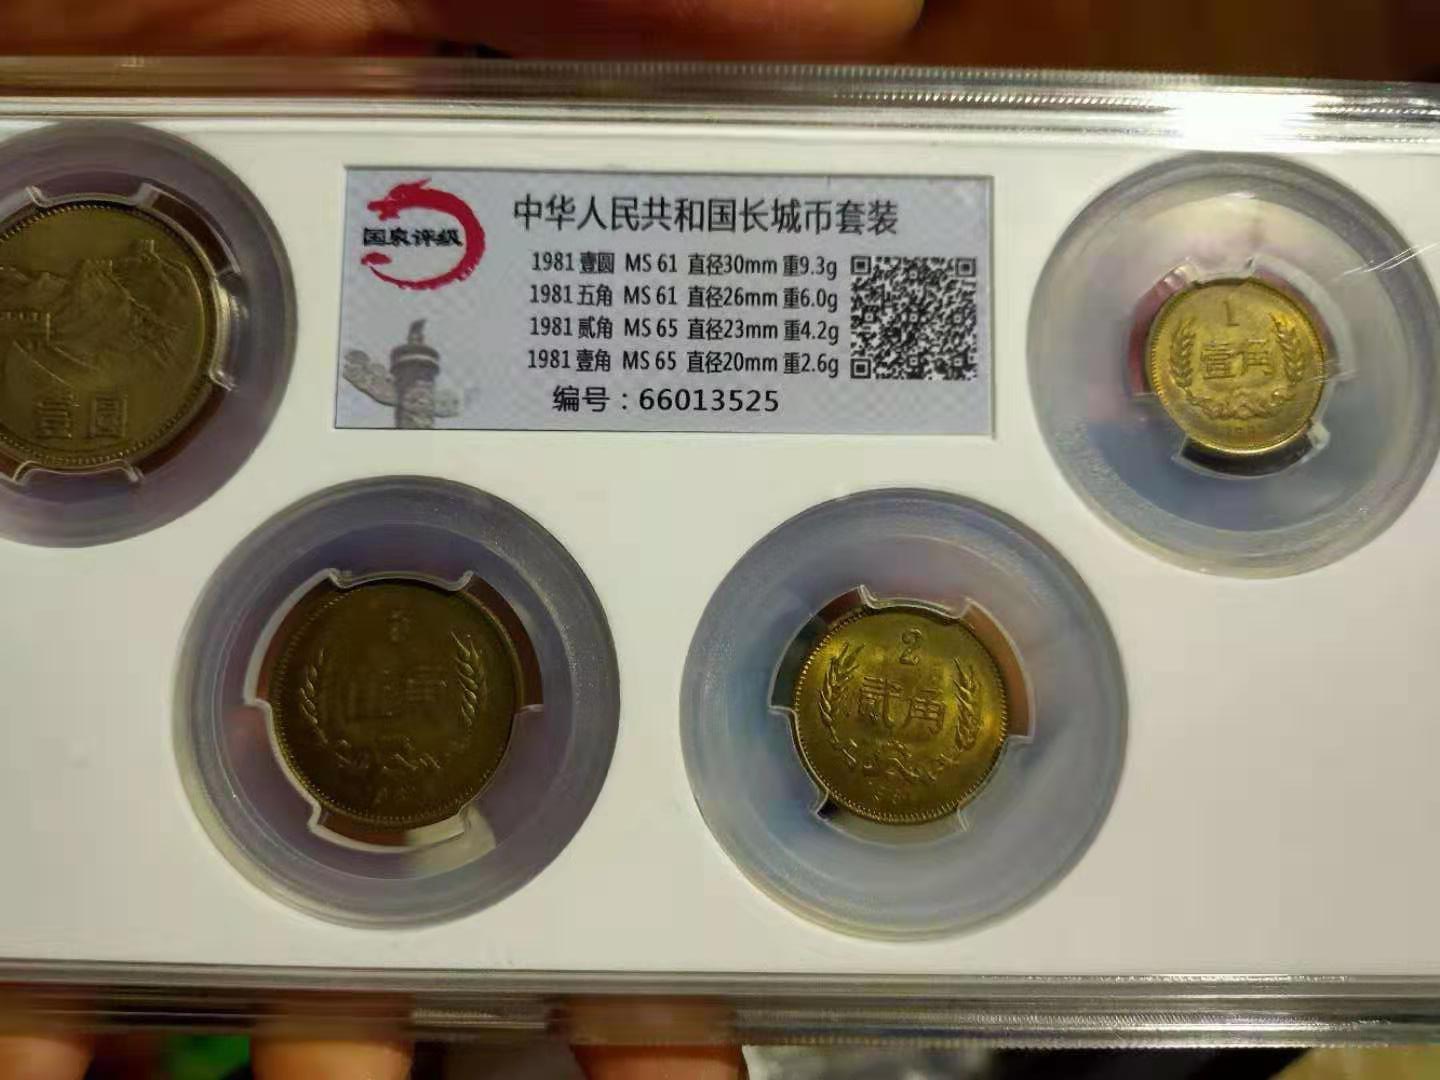 国泉评级
中华人民共和国长城币套装
1981 壹圆 MS 61 直径30mm 重9.3g
1981 五角 MS 61 直径26mm 重6.0g
1981 贰角 MS 65 直径23mm 重4.2g
1981 壹角 MS 65 直径20mm 重2.6g
编号：66013525
壹圆
1
壹角
2
贰角